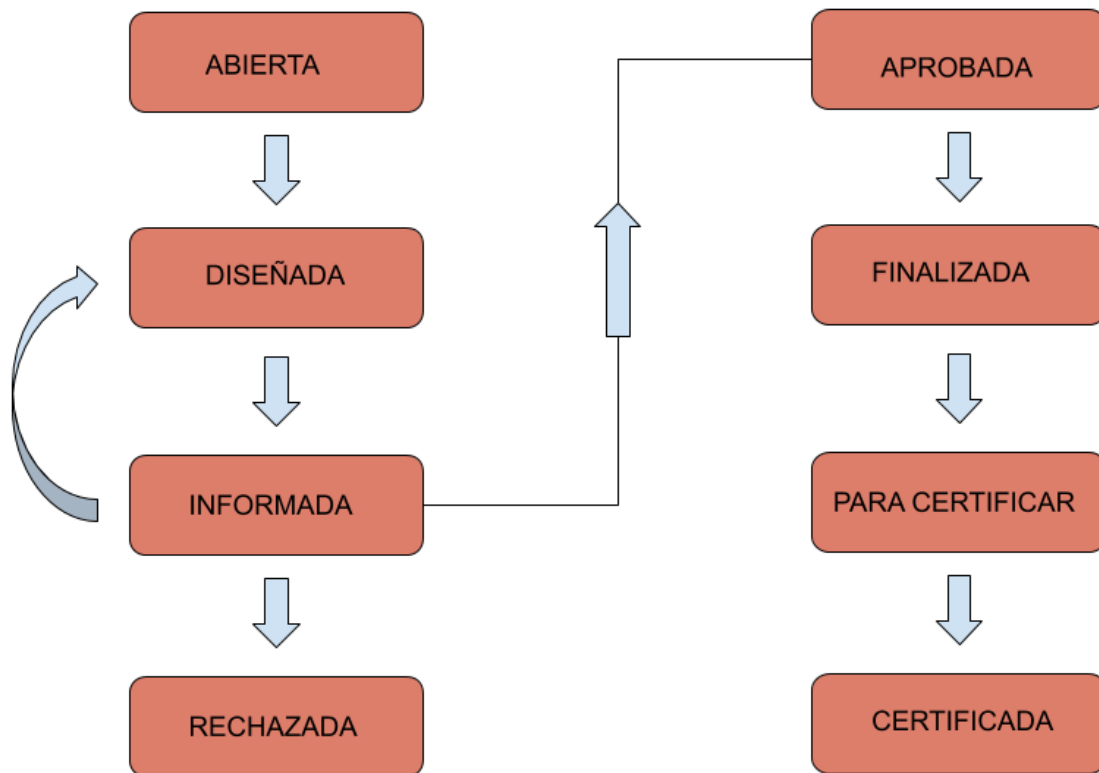 ABIERTA
DISEÑADA
INFORMADA
RECHAZADA
APROBADA
FINALIZADA
PARA CERTIFICAR
CERTIFICADA